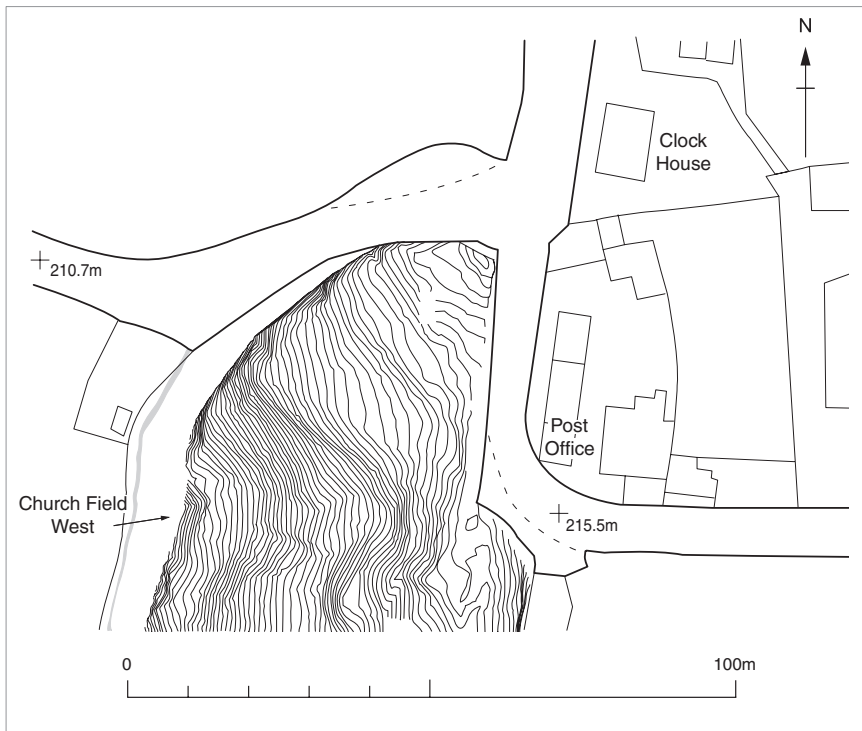 N
Clock
House
210.7m
Post
Office
Church Field
West
215.5m
0
100m